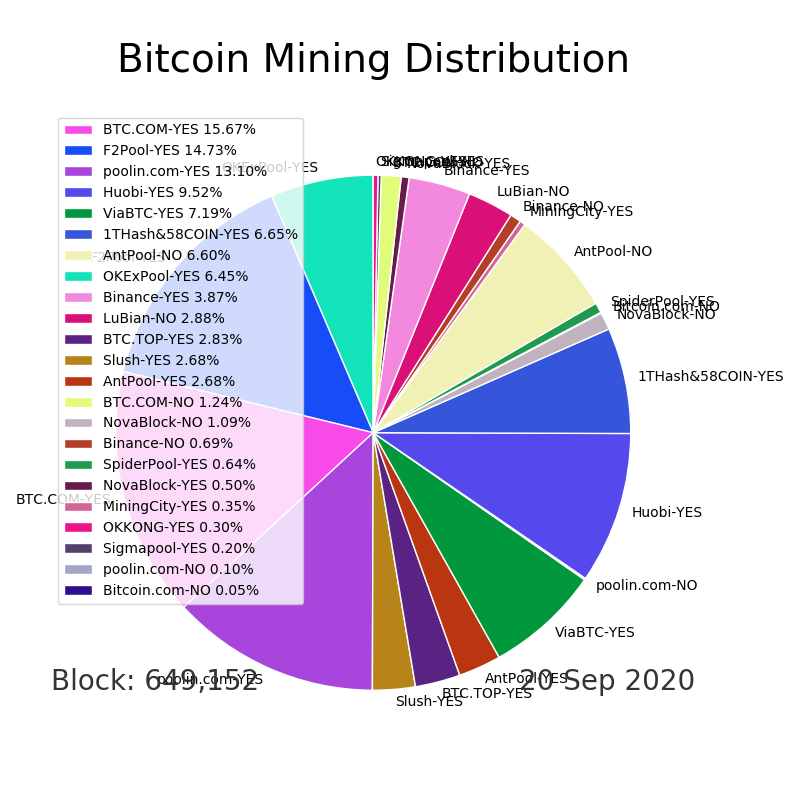 Bitcoin Mining Distribution
BTC.COM-YES 15.67%
F2Pool-YES 14.73%
poolin.com-YES 13.10%
Huobi-YES 9.52%
ViaBTC-YES 7.19%
1THash&58COIN-YES 6.65%
AntPool-NO 6.60%
OKExPool-YES 6.45%
Binance-YES 3.87%
LuBian-NO 2.88%
BTC.TOP-YES 2.83%
Slush-YES 2.68%
AntPool-YES 2.68%
BTC.COM-NO 1.24%
NovaBlock-NO 1.09%
Binance-NO 0.69%
SpiderPool-YES 0.64%
NovaBlock-YES 0.50%
MiningCity-YES 0.35%
OKKONG-YES 0.30%
Sigmapool-YES 0.20%
poolin.com-NO 0.10%
Bitcoin.com-NO 0.05%
OKExPool-YES
NovaBlock-YES
Binance-YES
LuBian-NO
Binance-NO
MiningCity-YES
AntPool-NO
SpiderPool-YES
Bitcoin.com-NO
NovaBlock-NO
1THash&58COIN-YES
BTC.COM-YES
Huobi-YES
poolin.com-NO
ViaBTC-YES
AntPool-YES
poolin.com-YES
BTC.TOP-YES
Slush-YES
Block: 649,152
20 Sep 2020